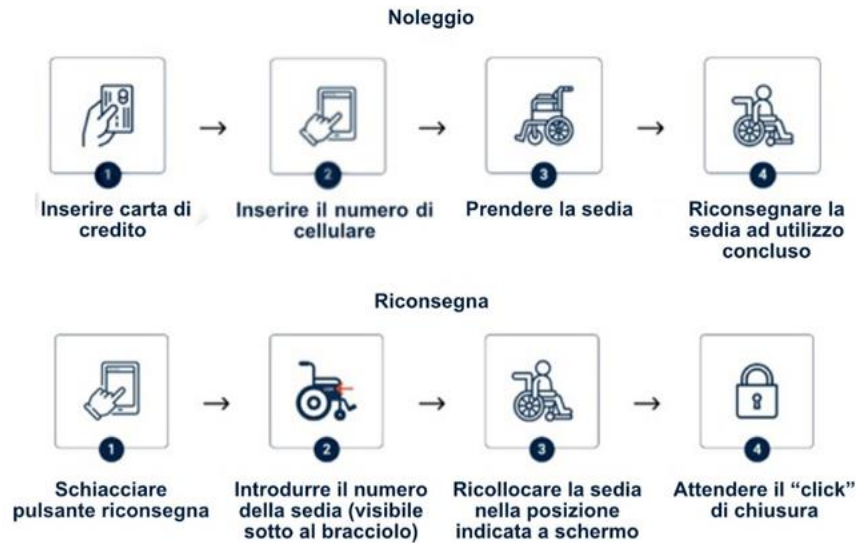 Noleggio
1
2
3
4
Inserire carta di
credito
Inserire il numero di
cellulare
Prendere la sedia
Riconsegnare la
sedia ad utilizzo
concluso
Riconsegna
1
2
3
4
Schiacciare
pulsante riconsegna
Introdurre il numero
della sedia (visibile
sotto al bracciolo)
Ricollocare la sedia
nella posizione
indicata a schermo
Attendere il “click”
di chiusura